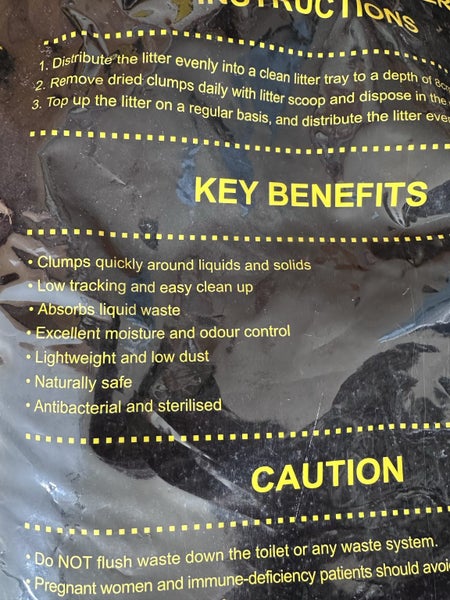 INSTRUCTIONS
1. Distribute the litter evenly into a clean litter tray to a depth of
2. Remove dried clumps daily with litter scoop and dispose in the
3. Top up the litter on a regular basis, and distribute the litter
KEY BENEFITS
• Clumps quickly around liquids and solids
• Low tracking and easy clean up
• Absorbs liquid waste
• Excellent moisture and odour control
• Lightweight and low dust
• Naturally safe
• Antibacterial and sterilised
CAUTION
• Do NOT flush waste down the toilet or any waste system.
• Pregnant women and immune-deficiency patients should